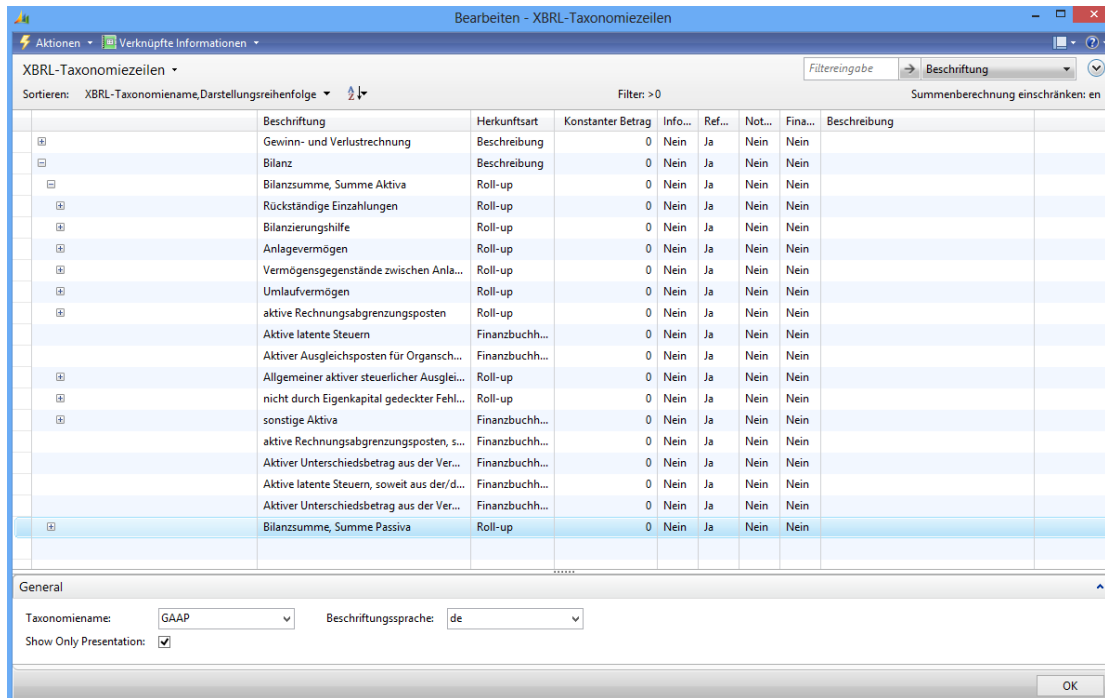 Bearbeiten - XBRL-Taxonomiezeilen
Aktionen Verknüpfte Informationen
XBRL-Taxonomiezeilen Filtereingabe Beschriftung
Sortieren: XBRL-Taxonomiename,Darstellungsreihenfolge Filter: >0 Summenberechnung einschränken: en
Beschriftung Herkunftsart Konstanter Betrag Info... Ref... Not... Fina... Beschreibung
Gewinn- und Verlustrechnung Beschreibung 0 Nein Ja Nein Nein
Bilanz Beschreibung 0 Nein Ja Nein Nein
Bilanzsumme, Summe Aktiva Roll-up 0 Nein Ja Nein Nein
Rückständige Einzahlungen Roll-up 0 Nein Ja Nein Nein
Bilanzierungshilfe Roll-up 0 Nein Ja Nein Nein
Anlagevermögen Roll-up 0 Nein Ja Nein Nein
Vermögensgegenstände zwischen Anla... Roll-up 0 Nein Ja Nein Nein
Umlaufvermögen Roll-up 0 Nein Ja Nein Nein
aktive Rechnungsabgrenzungsposten Roll-up 0 Nein Ja Nein Nein
Aktive latente Steuern Finanzbuchh... 0 Nein Ja Nein Nein
Aktiver Ausgleichsposten für Organsch... Finanzbuchh... 0 Nein Ja Nein Nein
Allgemeiner aktiver steuerlicher Ausglei... Roll-up 0 Nein Ja Nein Nein
nicht durch Eigenkapital gedeckter Fehl... Roll-up 0 Nein Ja Nein Nein
sonstige Aktiva Finanzbuchh... 0 Nein Ja Nein Nein
aktive Rechnungsabgrenzungsposten, s... Finanzbuchh... 0 Nein Ja Nein Nein
Aktiver Unterschiedsbetrag aus der Ver... Finanzbuchh... 0 Nein Ja Nein Nein
Aktive latente Steuern, soweit aus der/d... Finanzbuchh... 0 Nein Ja Nein Nein
Aktiver Unterschiedsbetrag aus der Ver... Finanzbuchh... 0 Nein Ja Nein Nein
Bilanzsumme, Summe Passiva Roll-up 0 Nein Ja Nein Nein
General
Taxonomiename: GAAP Beschriftungssprache: de
Show Only Presentation:
OK